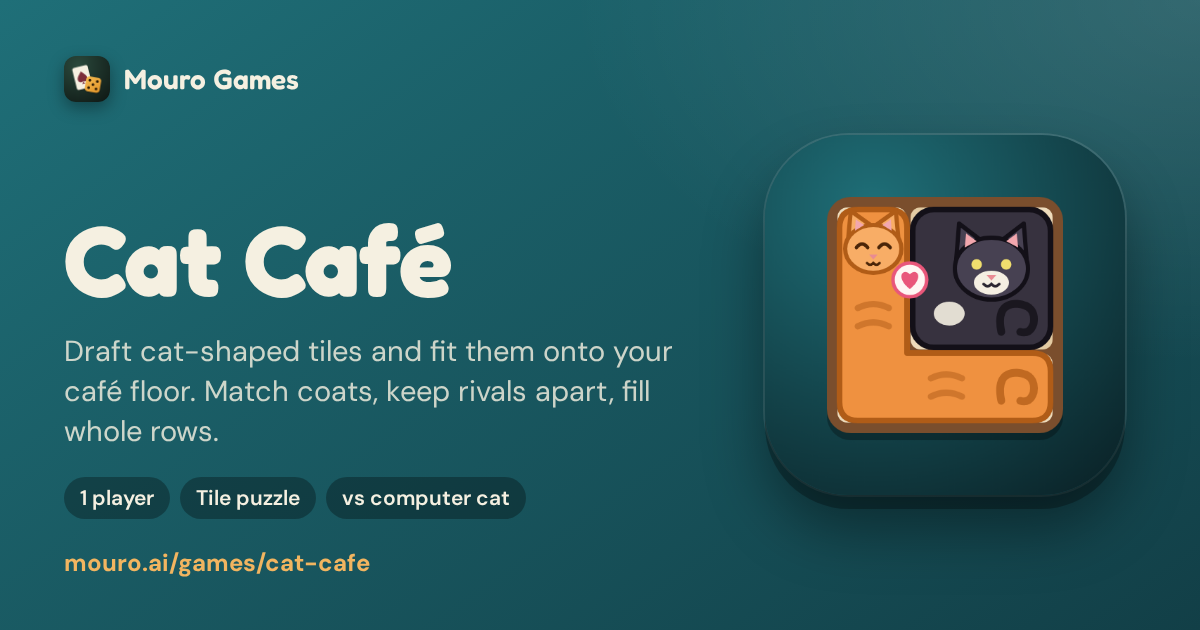 Mouro Games
Cat Café
Draft cat-shaped tiles and fit them onto your
café floor. Match coats, keep rivals apart, fill
whole rows.
1 player
Tile puzzle
vs computer cat
mouro.ai/games/cat-cafe